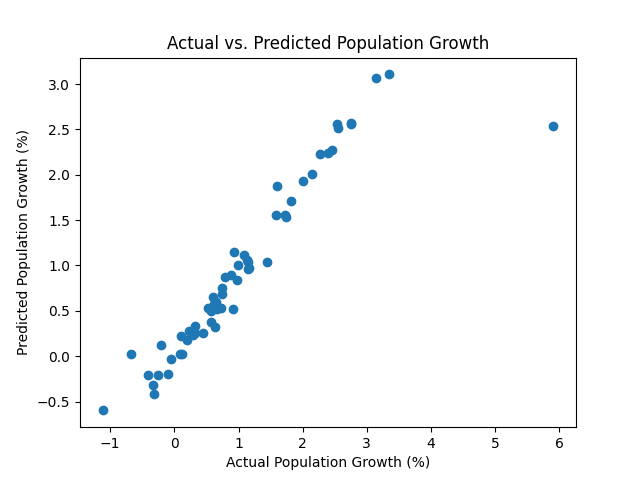 Actual vs. Predicted Population Growth
3.0
2.5
2.0
1.5
1.0
0.5
0.0
−0.5
Predicted Population Growth (%)
−1 0 1 2 3 4 5 6
Actual Population Growth (%)